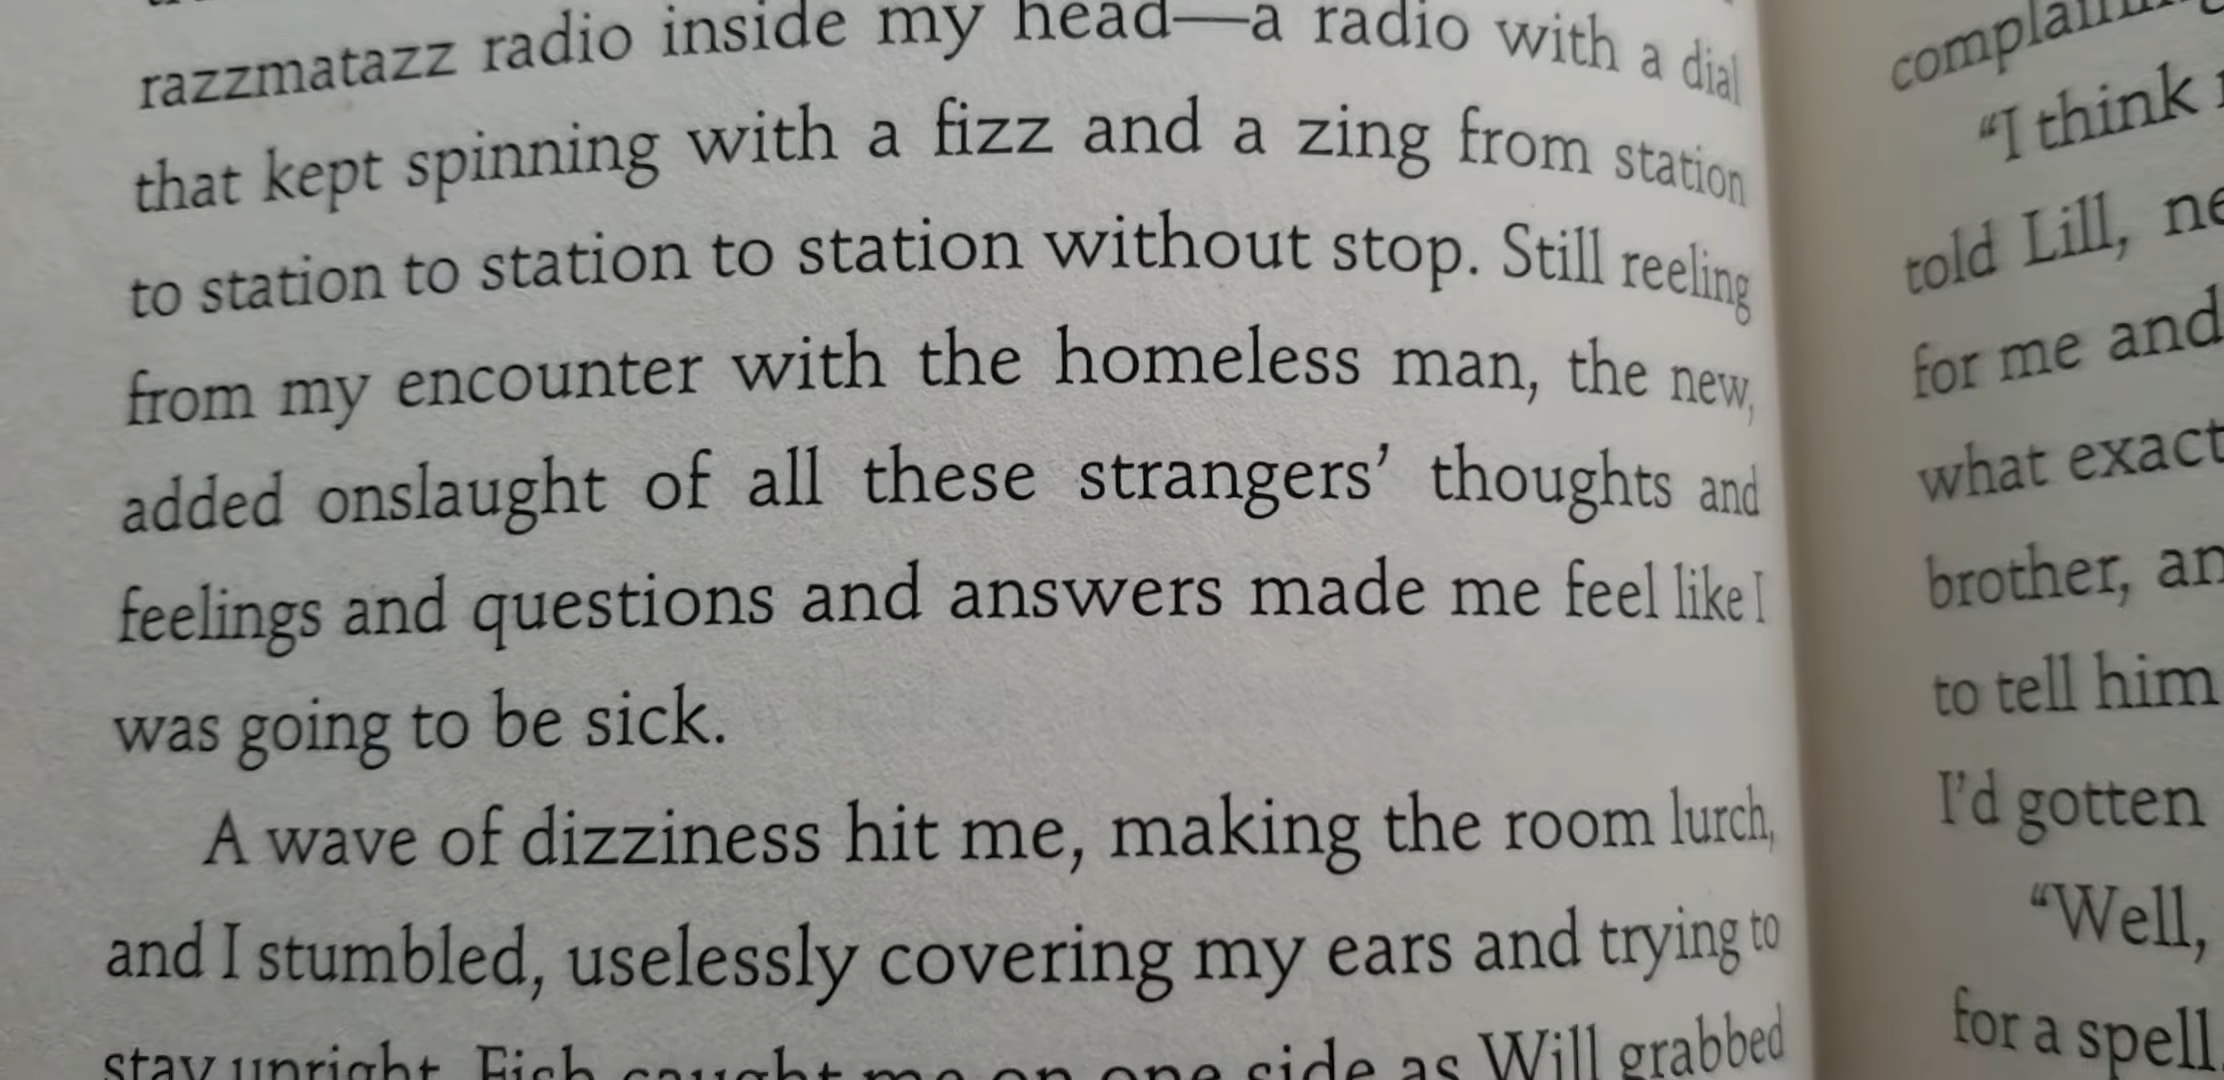 razzmatazz radio inside my head—a radio with a dial
that kept spinning with a fizz and a zing from station
to station to station to station without stop. Still reeling
from my encounter with the homeless man, the new,
added onslaught of all these strangers’ thoughts and
feelings and questions and answers made me feel like I
was going to be sick.
A wave of dizziness hit me, making the room lurch,
and I stumbled, uselessly covering my ears and trying to
stay upright. Fish caught me on one side as Will grabbed
“I think
told Lill,
for me and
what
brother,
to tell him
I’d gotten
“Well,
for a spell